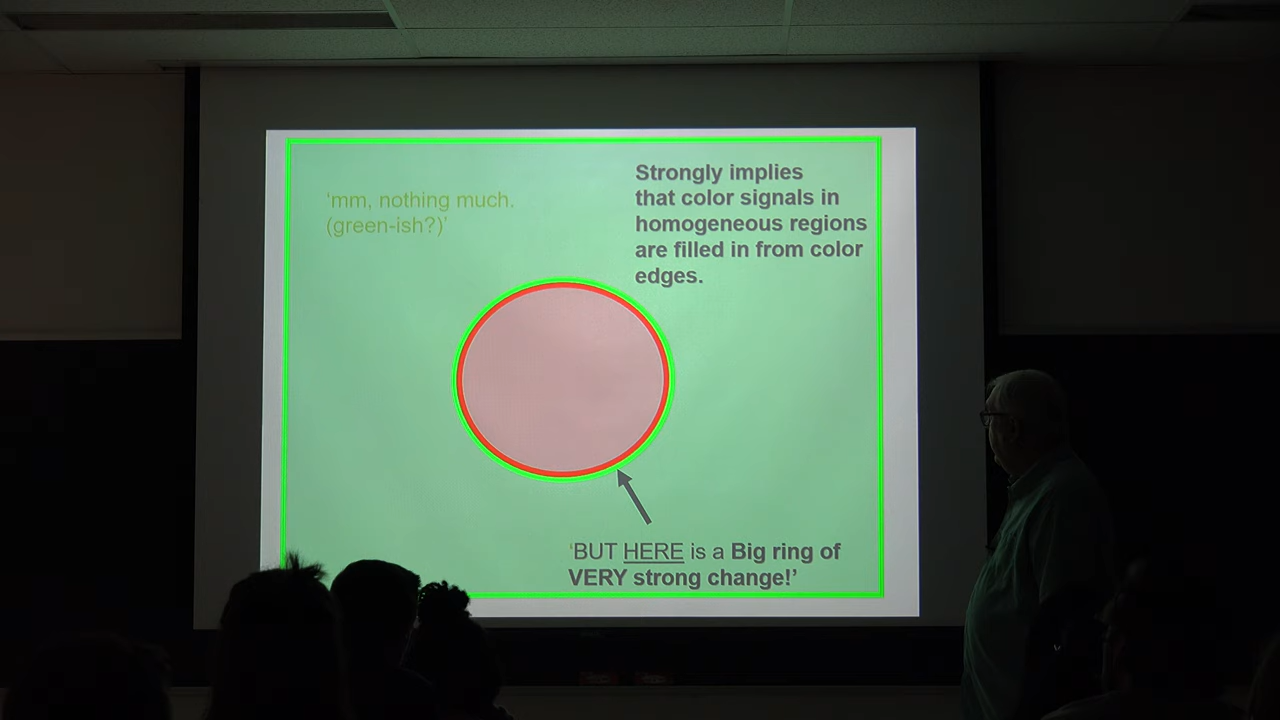 'mm, nothing much.
(green-ish?)'
Strongly implies
that color signals in
homogeneous regions
are filled in from color
edges.
'BUT HERE is a Big ring of
VERY strong change!'